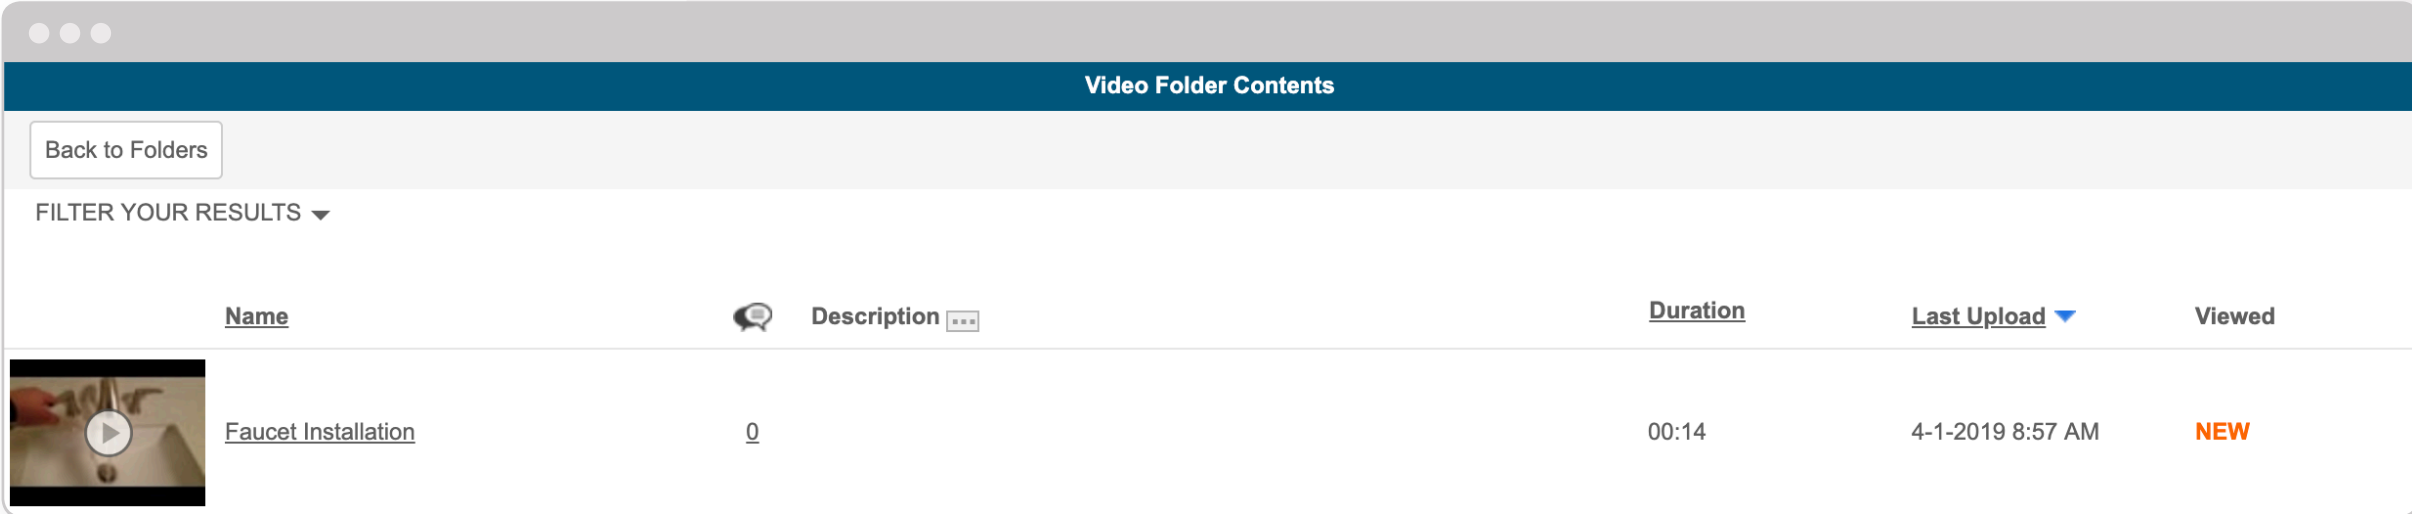 Video Folder Contents
Back to Folders
FILTER YOUR RESULTS
Name Description Duration Last Upload Viewed
Faucet Installation 0 00:14 4-1-2019 8:57 AM NEW